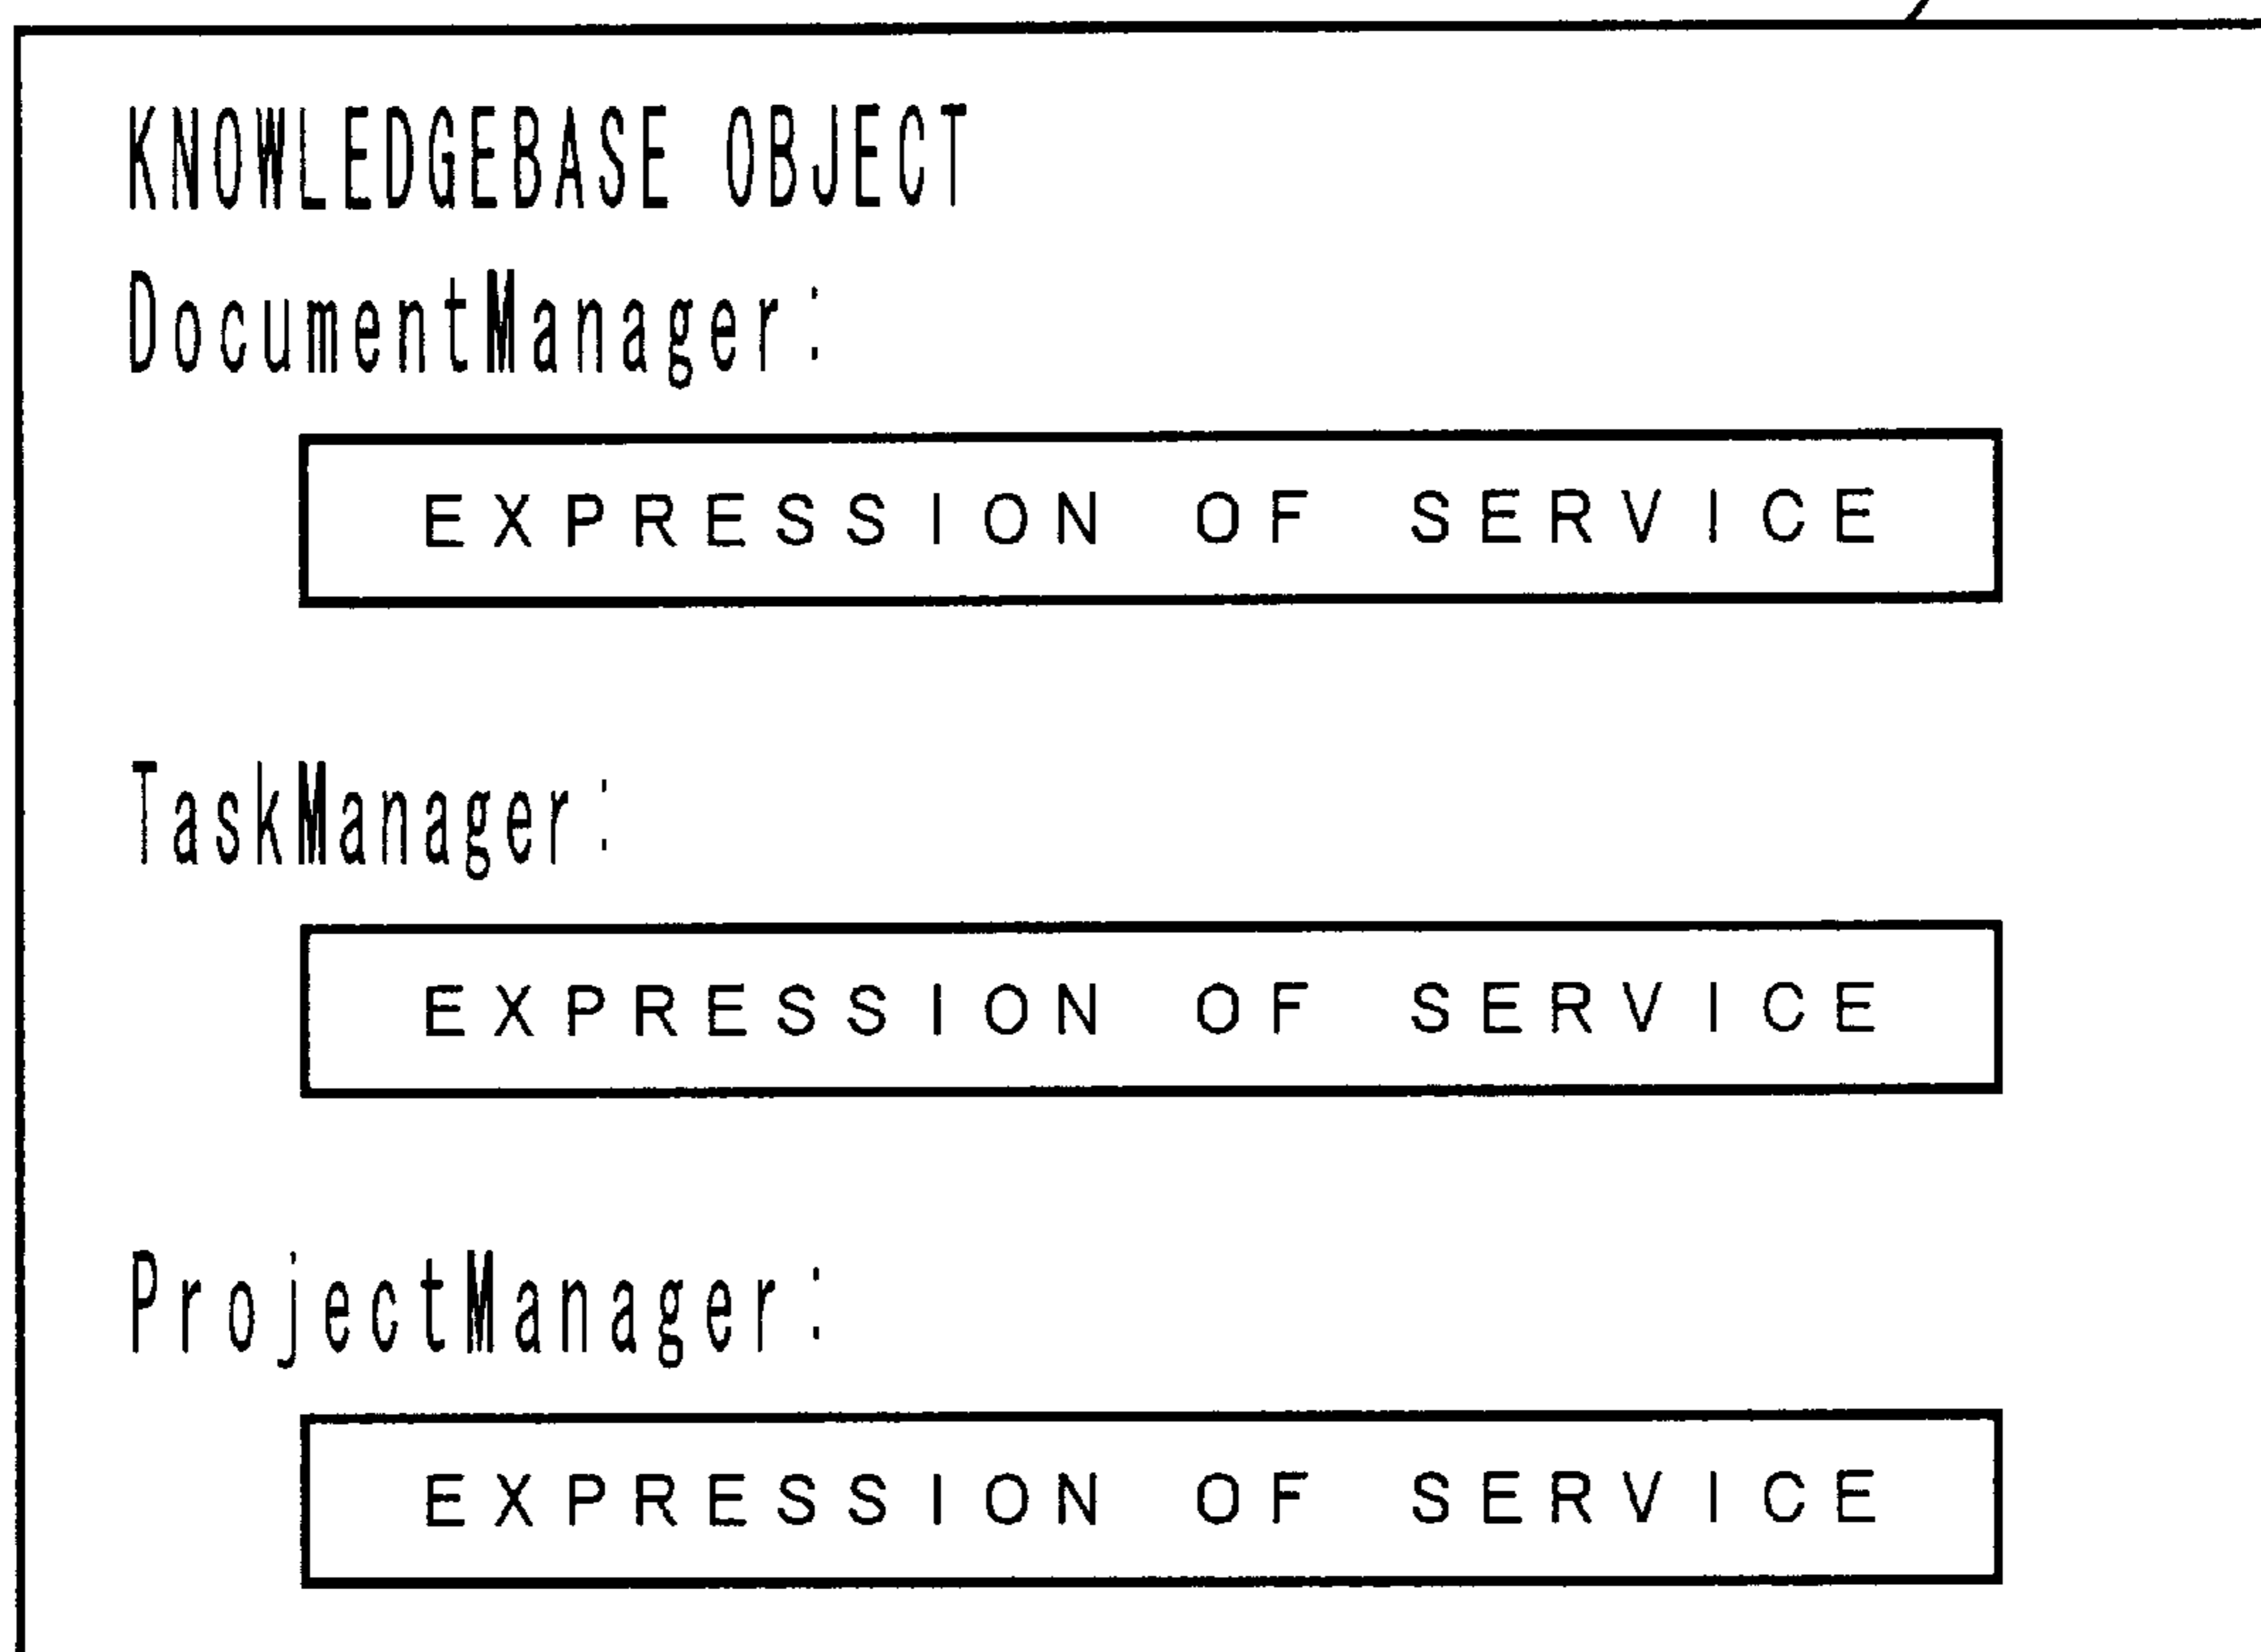 KNOWLEDGEBASE OBJECT
DocumentManager:
EXPRESSION OF SERVICE
TaskManager:
EXPRESSION OF SERVICE
ProjectManager:
EXPRESSION OF SERVICE